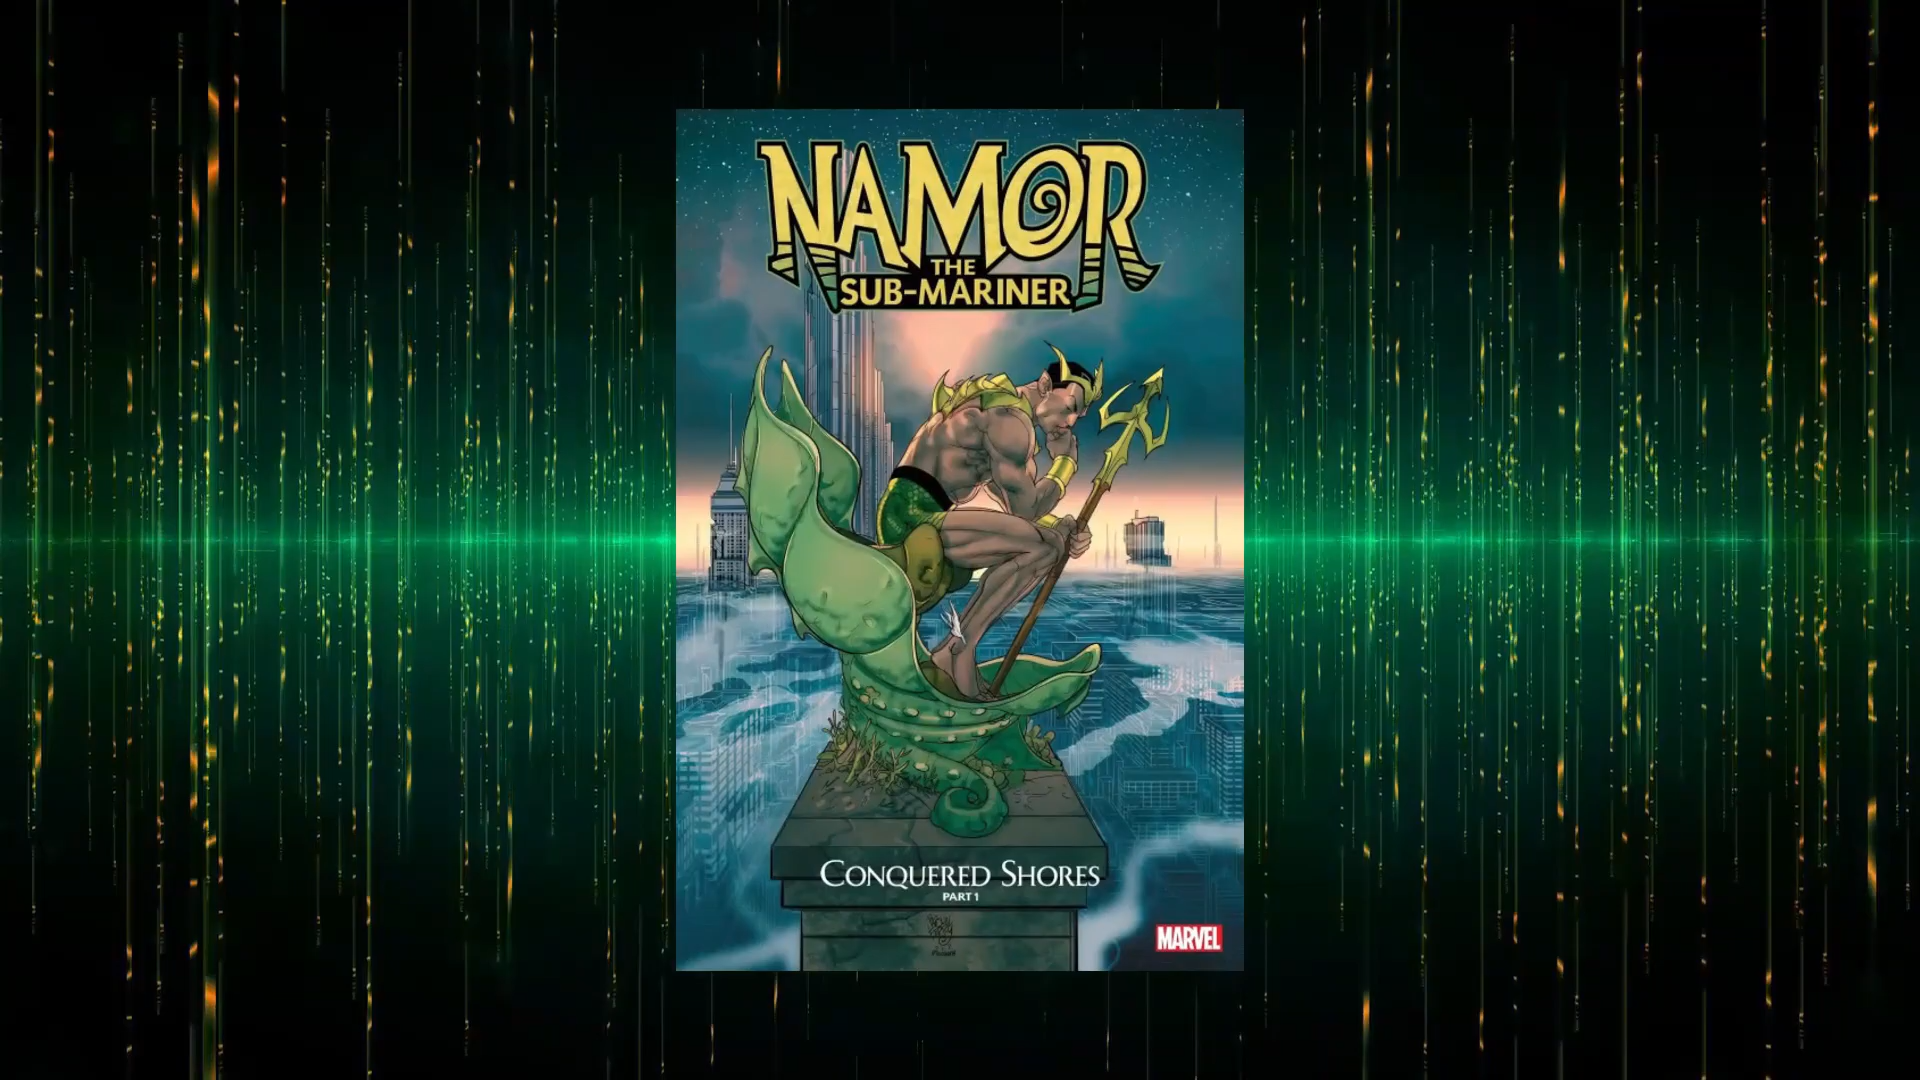 NAMOR
THE
SUB-MARINER
CONQUERED SHORES
PART 1
MARVEL